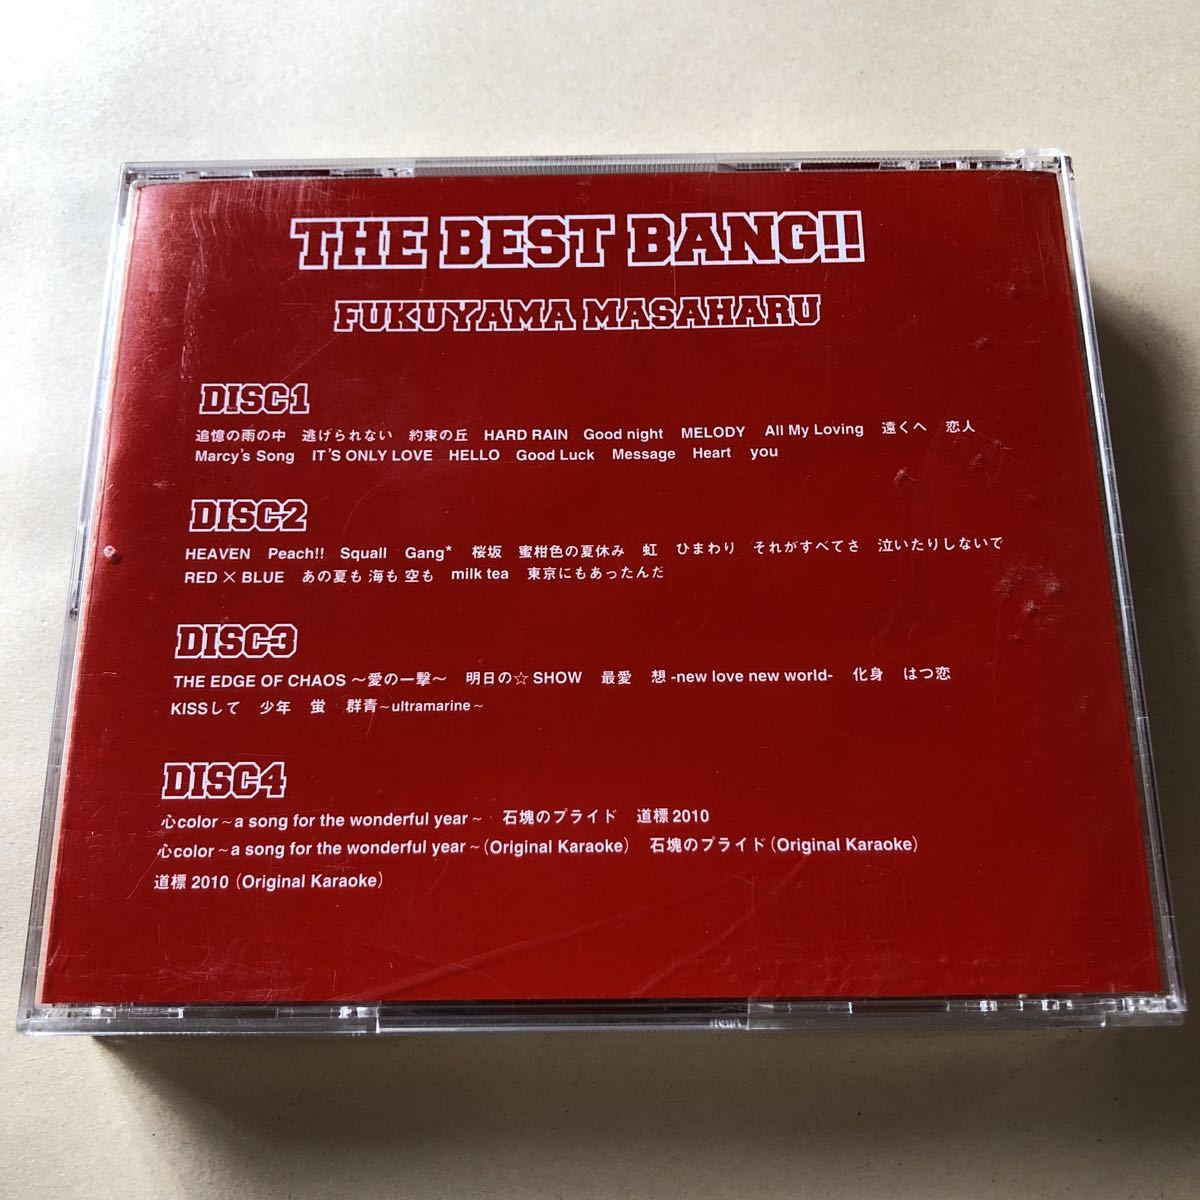 THE BEST BANG!!
FUKUYAMA MASAHARU
DISC1
追憶の雨の中 逃げられない 約束の丘 HARD RAIN Good night MELODY All My Loving 遠くへ 恋人
Marcy's Song IT'S ONLY LOVE HELLO Good Luck Message Heart you
DISC2
HEAVEN Peach!! Squall Gang* 桜坂 蜜柑色の夏休み 虹 ひまわり それがすべてさ 泣いたりしないで
RED×BLUE あの夏も 海も 空も milk tea 東京にもあったんだ
DISC3
THE EDGE OF CHAOS～愛の一撃～ 明日の☆SHOW 最愛 想-new love new world- 化身 はつ恋
KISSして 少年 蛍 群青～ultramarine～
DISC4
心color～a song for the wonderful year～ 石塊のプライド 道標2010
心color～a song for the wonderful year～(Original Karaoke) 石塊のプライド(Original Karaoke)
道標2010(Original Karaoke)